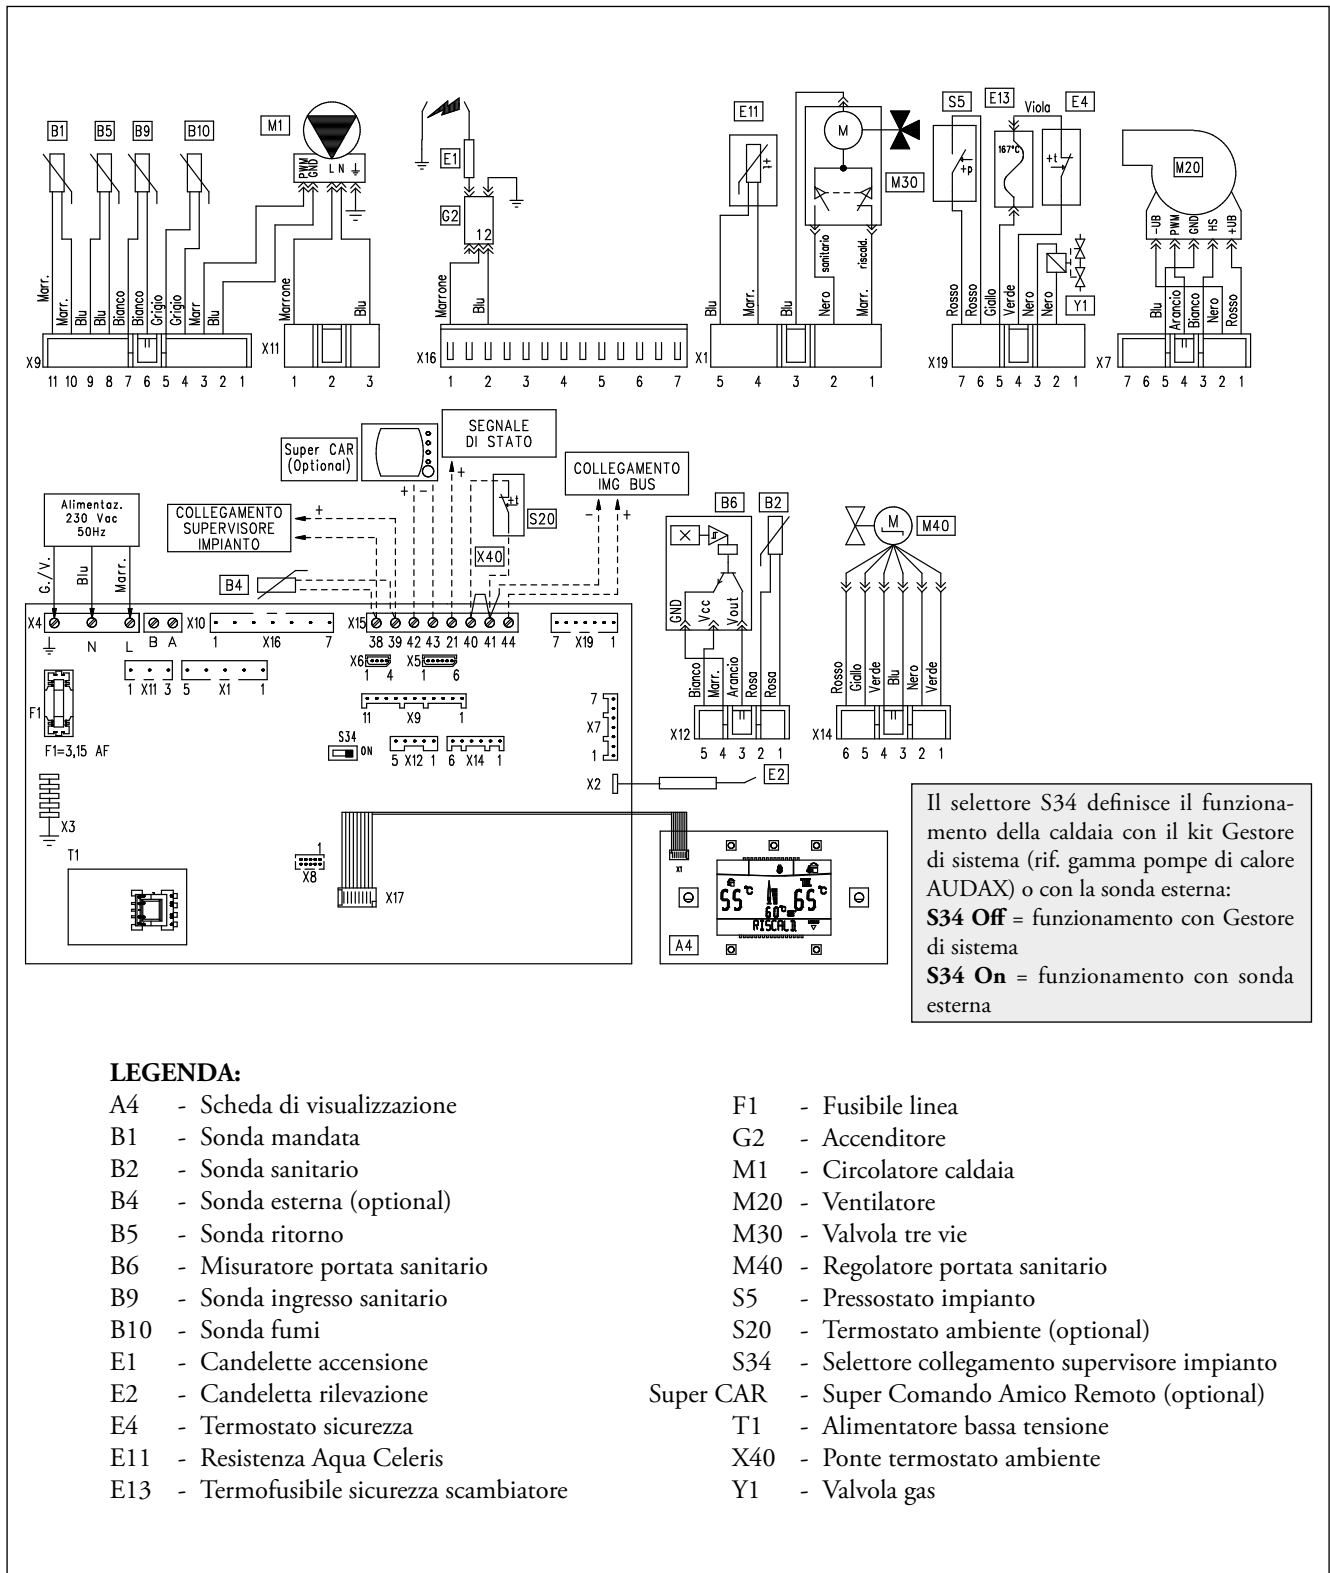 B1
B5
B9
B10
M1
PWM
GND
L N
E1
G2
1 2
E11
+t
M
M30
S5
E13
Viola
E4
167°C
+p
+t
M20
-UB
PWM
GND
HS
+UB
Y1
Marr.
Marr.
Blu
Blu
Bianco
Bianco
Grigio
Grigio
Marr
Blu
Marrone
Blu
Marrone
Blu
Blu
Marr.
sanitario
Nero
riscald.
Marr.
Rosso
Rosso
Giallo
Verde
Nero
Nero
Blu
Arancio
Bianco
Nero
Rosso
X9
X11
X16
X1
X19
X7
11 10 9 8 7 6 5 4 3 2 1
1 2 3
1 2 3 4 5 6 7
5 4 3 2 1
7 6 5 4 3 2 1
7 6 5 4 3 2 1
Super CAR
(Optional)
SEGNALE
DI STATO
COLLEGAMENTO
IMG BUS
Alimentaz.
230 Vac
50Hz
COLLEGAMENTO
SUPERVISORE
IMPIANTO
+
+ -
+
- +
+t
S20
X40
B4
G./V.
Blu
Marr.
B6
B2
GND
Vcc
Vout
M
M40
Bianco
Marr.
Arancio
Rosa
Rosa
Rosso
Giallo
Verde
Blu
Nero
Verde
X12
5 4 3 2 1
X14
6 5 4 3 2 1
X4
N L
B A
X10
1 X16 7
X15
38 39 42 43 21 40 41 44
7 X19 1
1 X11 3
5 X1 1
X6
1 4
X5
1 6
11 X9 1
F1
F1=3,15 AF
S34
ON
5 X12 1
6 X14 1
7
X7
1
X2
E2
X3
T1
1
X8
X17
X1
55°C
60°C
65°C
RISCALD.
A4
Il selettore S34 definisce il funziona-
mento della caldaia con il kit Gestore
di sistema (rif. gamma pompe di calore
AUDAX) o con la sonda esterna:
S34 Off = funzionamento con Gestore
di sistema
S34 On = funzionamento con sonda
esterna
LEGENDA:
A4 - Scheda di visualizzazione
B1 - Sonda mandata
B2 - Sonda sanitario
B4 - Sonda esterna (optional)
B5 - Sonda ritorno
B6 - Misuratore portata sanitario
B9 - Sonda ingresso sanitario
B10 - Sonda fumi
E1 - Candelette accensione
E2 - Candeletta rilevazione
E4 - Termostato sicurezza
E11 - Resistenza Aqua Celeris
E13 - Termofusibile sicurezza scambiatore
F1 - Fusibile linea
G2 - Accenditore
M1 - Circolatore caldaia
M20 - Ventilatore
M30 - Valvola tre vie
M40 - Regolatore portata sanitario
S5 - Pressostato impianto
S20 - Termostato ambiente (optional)
S34 - Selettore collegamento supervisore impianto
Super CAR - Super Comando Amico Remoto (optional)
T1 - Alimentatore bassa tensione
X40 - Ponte termostato ambiente
Y1 - Valvola gas